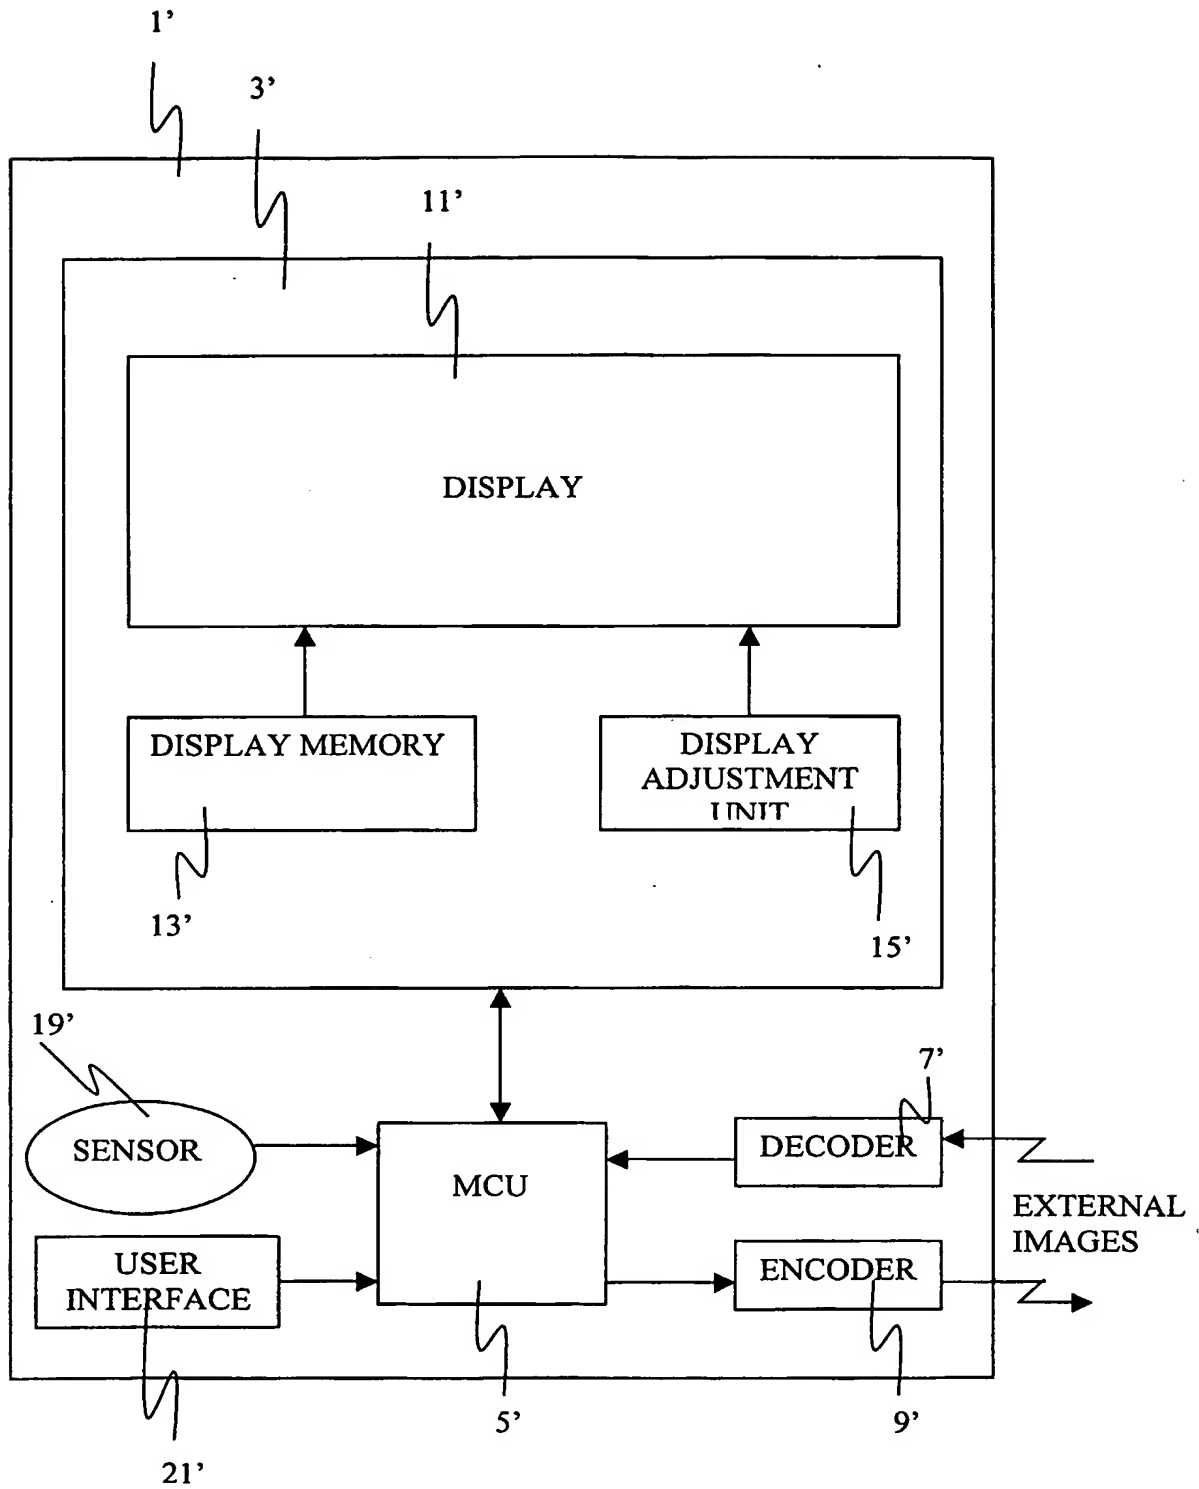 1’
3’
11’
DISPLAY
DISPLAY MEMORY
DISPLAY
ADJUSTMENT
UNIT
13’
15’
19’
7’
SENSOR
MCU
DECODER
EXTERNAL
IMAGES
USER
INTERFACE
ENCODER
5’
9’
21’